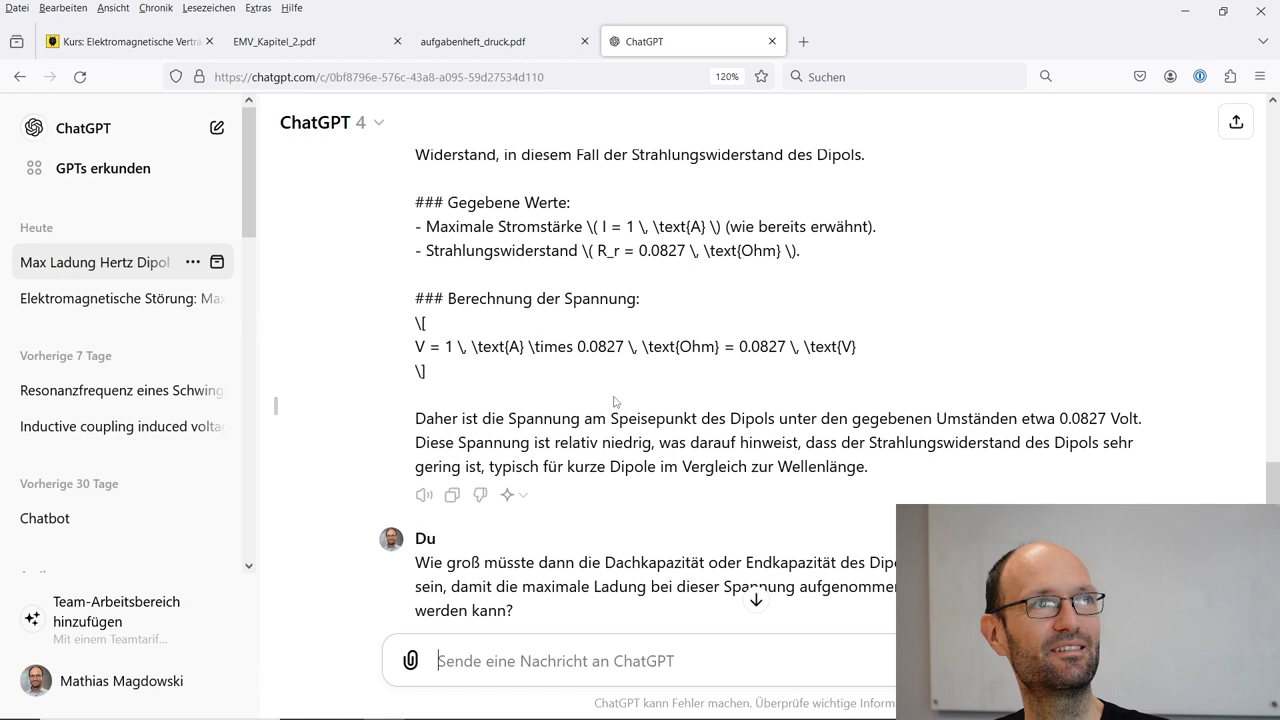 Datei Bearbeiten Ansicht Chronik Lesezeichen Extras Hilfe
Kurs: Elektromagnetische Verträ
EMV_Kapitel_2.pdf
aufgabenheft_druck.pdf
ChatGPT
https://chatgpt.com/c/0bf8796e-576c-43a8-a095-59d27534d110
120%
Suchen
ChatGPT
GPTs erkunden
Heute
Max Ladung Hertz Dipol
Elektromagnetische Störung: Ma
Vorherige 7 Tage
Resonanzfrequenz eines Schwing
Inductive coupling induced volta
Vorherige 30 Tage
Chatbot
Team-Arbeitsbereich
hinzufügen
Mit einem Teamtarif...
Mathias Magdowski
ChatGPT 4
Widerstand, in diesem Fall der Strahlungswiderstand des Dipols.
### Gegebene Werte:
- Maximale Stromstärke \( I = 1 \, \text{A} \) (wie bereits erwähnt).
- Strahlungswiderstand \( R_r = 0.0827 \, \text{Ohm} \).
### Berechnung der Spannung:
\[
V = 1 \, \text{A} \times 0.0827 \, \text{Ohm} = 0.0827 \, \text{V}
\]
Daher ist die Spannung am Speisepunkt des Dipols unter den gegebenen Umständen etwa 0.0827 Volt.
Diese Spannung ist relativ niedrig, was darauf hinweist, dass der Strahlungswiderstand des Dipols sehr
gering ist, typisch für kurze Dipole im Vergleich zur Wellenlänge.
Du
Wie groß müsste dann die Dachkapazität oder Endkapazität des Dipo
sein, damit die maximale Ladung bei dieser Spannung aufgenommen
werden kann?
Sende eine Nachricht an ChatGPT
ChatGPT kann Fehler machen. Überprüfe wichtige Inform